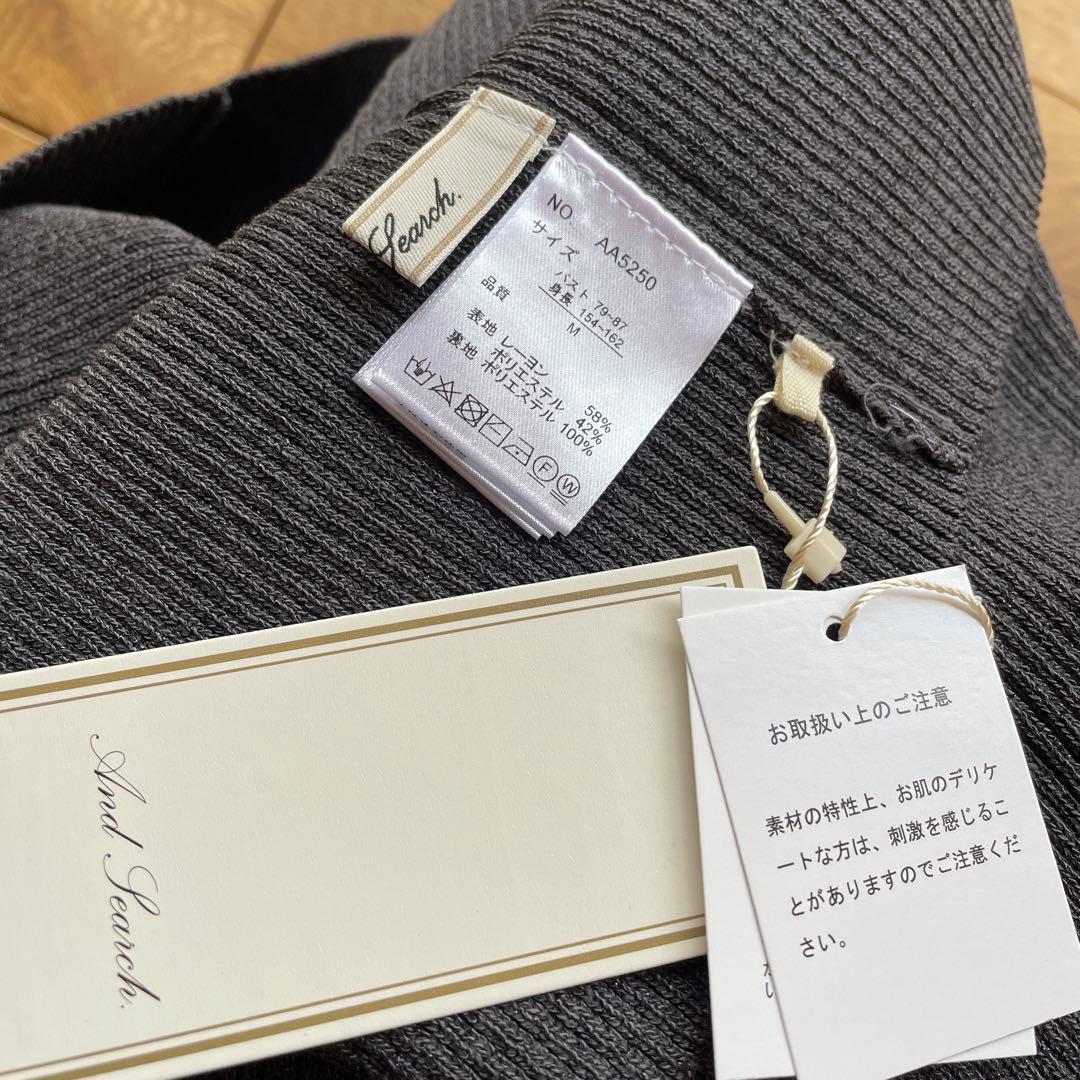 Search.
NO. AA5250
サイズ
バスト 79~87
身長 154~162
M
品質
表地 レーヨン 58%
ポリエステル 42%
裏地 ポリエステル 100%
F W
And Search.
お取扱い上のご注意
素材の特性上、お肌のデリケ
ートな方は、刺激を感じるこ
とがありますのでご注意くだ
さい。